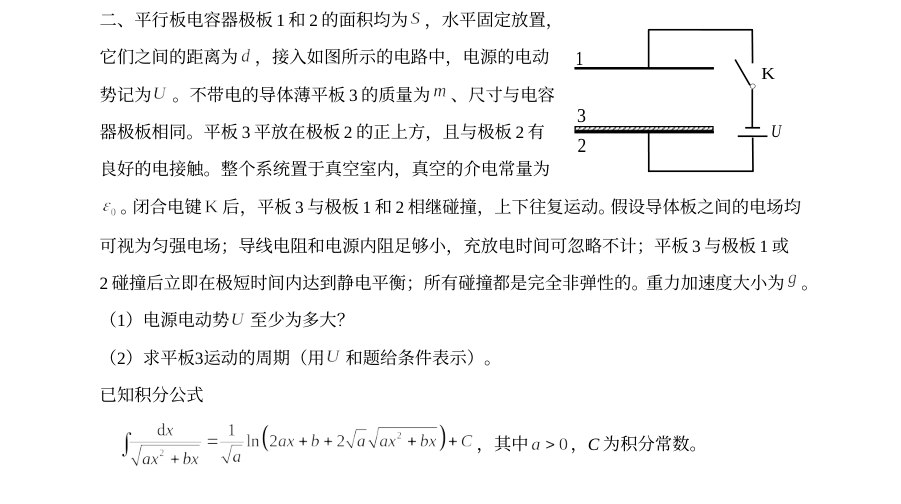 二、平行板电容器极板 1 和 2 的面积均为 S ，水平固定放置，
它们之间的距离为 d ，接入如图所示的电路中，电源的电动
势记为 U 。不带电的导体薄平板 3 的质量为 m 、尺寸与电容
器极板相同。平板 3 平放在极板 2 的正上方，且与极板 2 有
良好的电接触。整个系统置于真空室内，真空的介电常量为
ε₀ 。闭合电键 K 后，平板 3 与极板 1 和 2 相继碰撞，上下往复运动。假设导体板之间的电场均
可视为匀强电场；导线电阻和电源内阻足够小，充放电时间可忽略不计；平板 3 与极板 1 或
2 碰撞后立即在极短时间内达到静电平衡；所有碰撞都是完全非弹性的。重力加速度大小为 g 。
（1）电源电动势 U 至少为多大？
（2）求平板3运动的周期（用 U 和题给条件表示）。
已知积分公式
∫ dx/√(ax² + bx) = 1/√a ln(2ax + b + 2√a√(ax² + bx)) + C ，其中 a > 0 ，C 为积分常数。
1
K
3
U
2